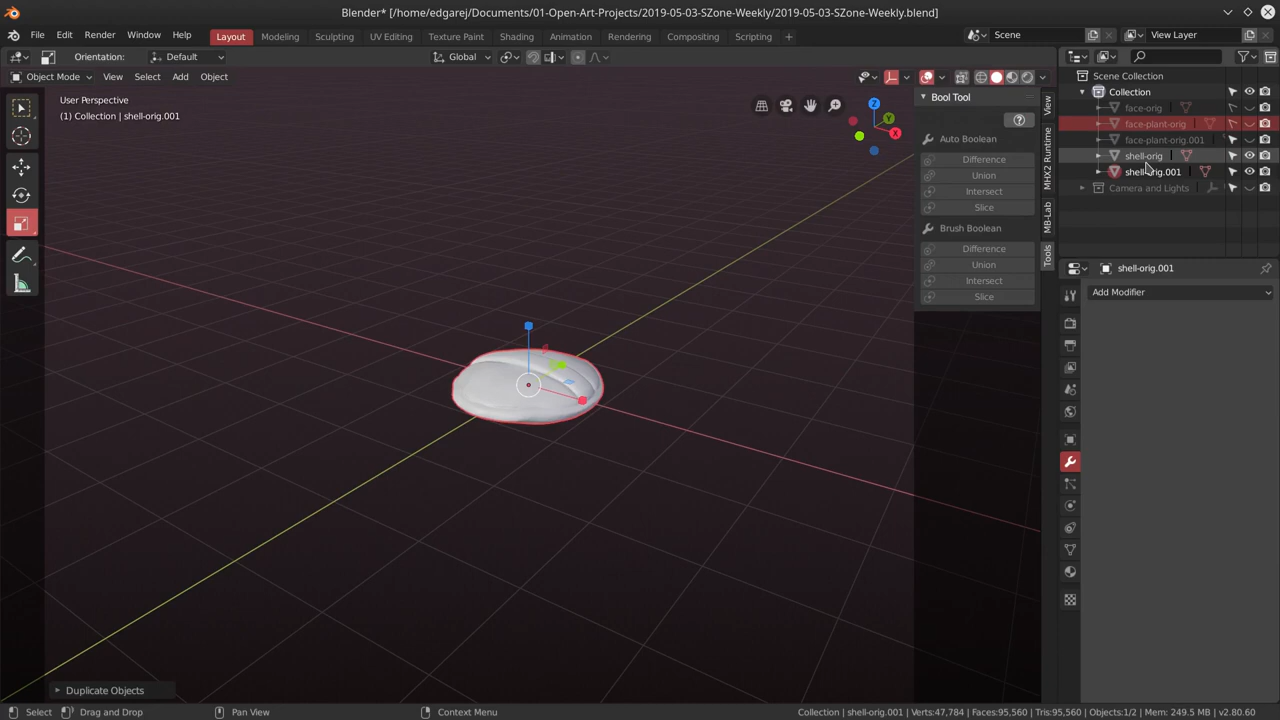 Blender* [/home/edgarej/Documents/01-Open-Art-Projects/2019-05-03-SZone-Weekly/2019-05-03-SZone-Weekly.blend]
File Edit Render Window Help Layout Modeling Sculpting UV Editing Texture Paint Shading Animation Rendering Compositing Scripting + Scene View Layer
Orientation: Default Global
Object Mode View Select Add Object
Scene Collection
User Perspective
(1) Collection | shell-orig.001
Bool Tool
Auto Boolean
Difference
Union
Intersect
Slice
Brush Boolean
Difference
Union
Intersect
Slice
View
MHX2 Runtime
MB-Lab
Tools
Z
Y
X
Collection
face-orig
face-plant-orig
face-plant-orig.001
shell-orig
shell-orig.001
Camera and Lights
shell-orig.001
Add Modifier
Duplicate Objects
Select Drag and Drop Pan View Context Menu Collection | shell-orig.001 | Verts:47,784 | Faces:95,560 | Tris:95,560 | Objects:1/2 | Mem: 249.5 MB | v2.80.60